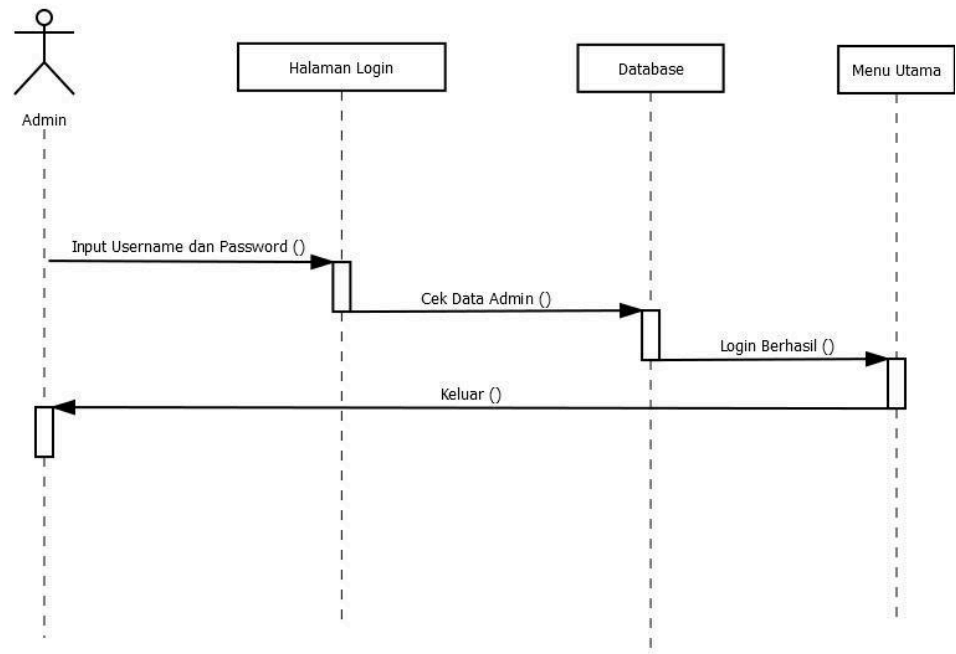 Halaman Login
Database
Menu Utama
Admin
Input Username dan Password ()
Cek Data Admin ()
Login Berhasil ()
Keluar ()